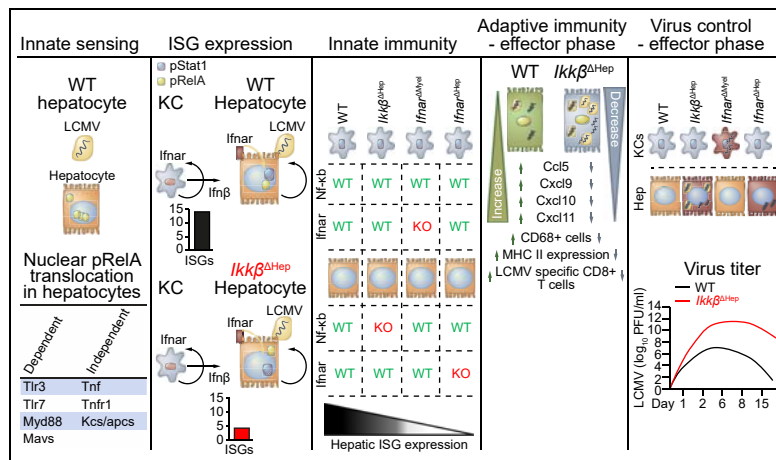 Innate sensing
WT
hepatocyte
LCMV
Hepatocyte
Nuclear pRelA
translocation
in hepatocytes
Dependent
Independent
Tlr3 Tnf
Tlr7 Tnfr1
Myd88 Kcs/apcs
Mavs
ISG expression
pStat1
pRelA
WT
KC Hepatocyte
LCMV
Ifnar
Ifnar
Ifnβ
15
10
5
0
ISGs
Ikkβ^ΔHep
KC Hepatocyte
LCMV
Ifnar
Ifnar
Ifnβ
15
10
5
0
ISGs
Innate immunity
WT
Ikkβ^ΔHep
Ifnar^ΔMyel
Ifnar^ΔHep
Nf-kb
WT WT WT WT
Ifnar
WT WT KO WT
Nf-kb
WT KO WT WT
Ifnar
WT WT WT KO
Hepatic ISG expression
Adaptive immunity
- effector phase
WT Ikkβ^ΔHep
Increase
Decrease
Ccl5
Cxcl9
Cxcl10
Cxcl11
CD68+ cells
MHC II expression
LCMV specific CD8+
T cells
Virus control
- effector phase
WT
Ikkβ^ΔHep
Ifnar^ΔMyel
Ifnar^ΔHep
KCs
Hep
Virus titer
WT
Ikkβ^ΔHep
LCMV (log10 PFU/ml)
14
12
10
8
6
4
2
0
Day 1 2 6 8 15